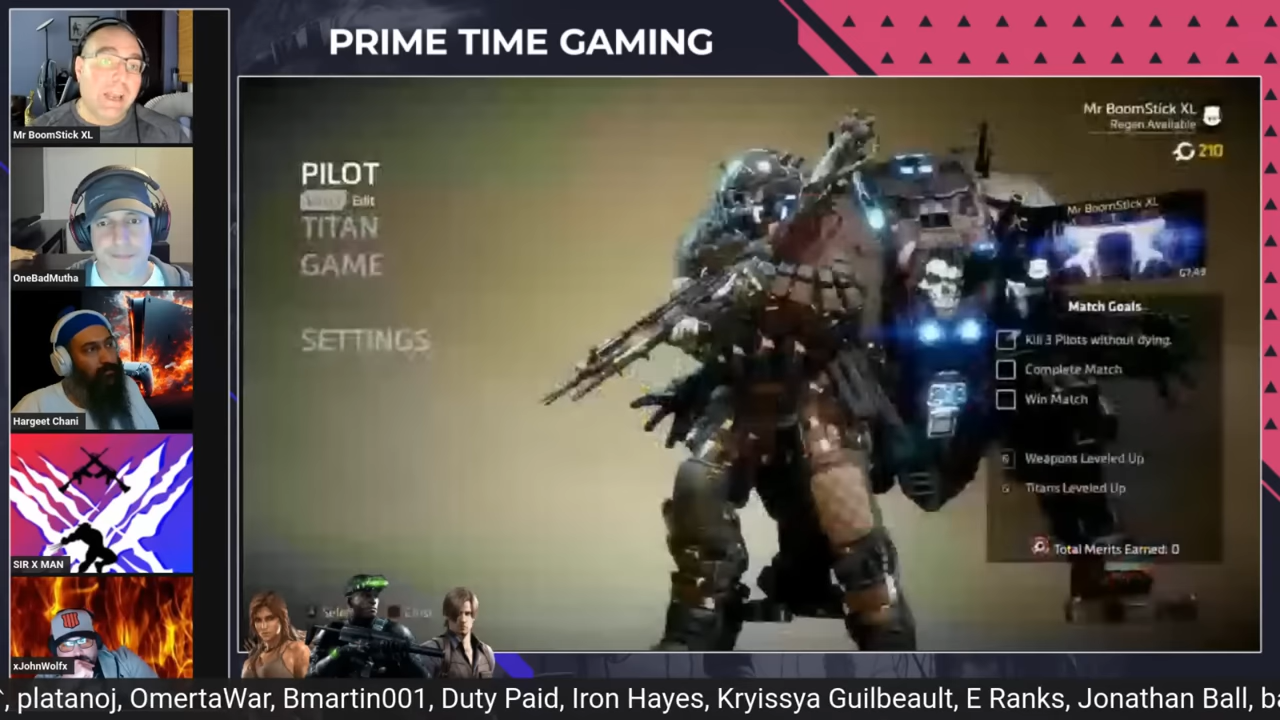 PRIME TIME GAMING
Mr BoomStick XL
OneBadMutha
Hargeet Chani
SIR X MAN
xJohnWolfx
PILOT
Edit
TITAN
GAME
SETTINGS
Mr BoomStick XL
Regen Available
210
Mr BoomStick XL
G7.49
Match Goals
Kill 3 Pilots without dying.
Complete Match
Win Match
Weapons Leveled Up
Titans Leveled Up
Total Merits Earned: 0
, platanoj, OmertaWar, Bmartin001, Duty Paid, Iron Hayes, Kryissya Guilbeault, E Ranks, Jonathan Ball, ba